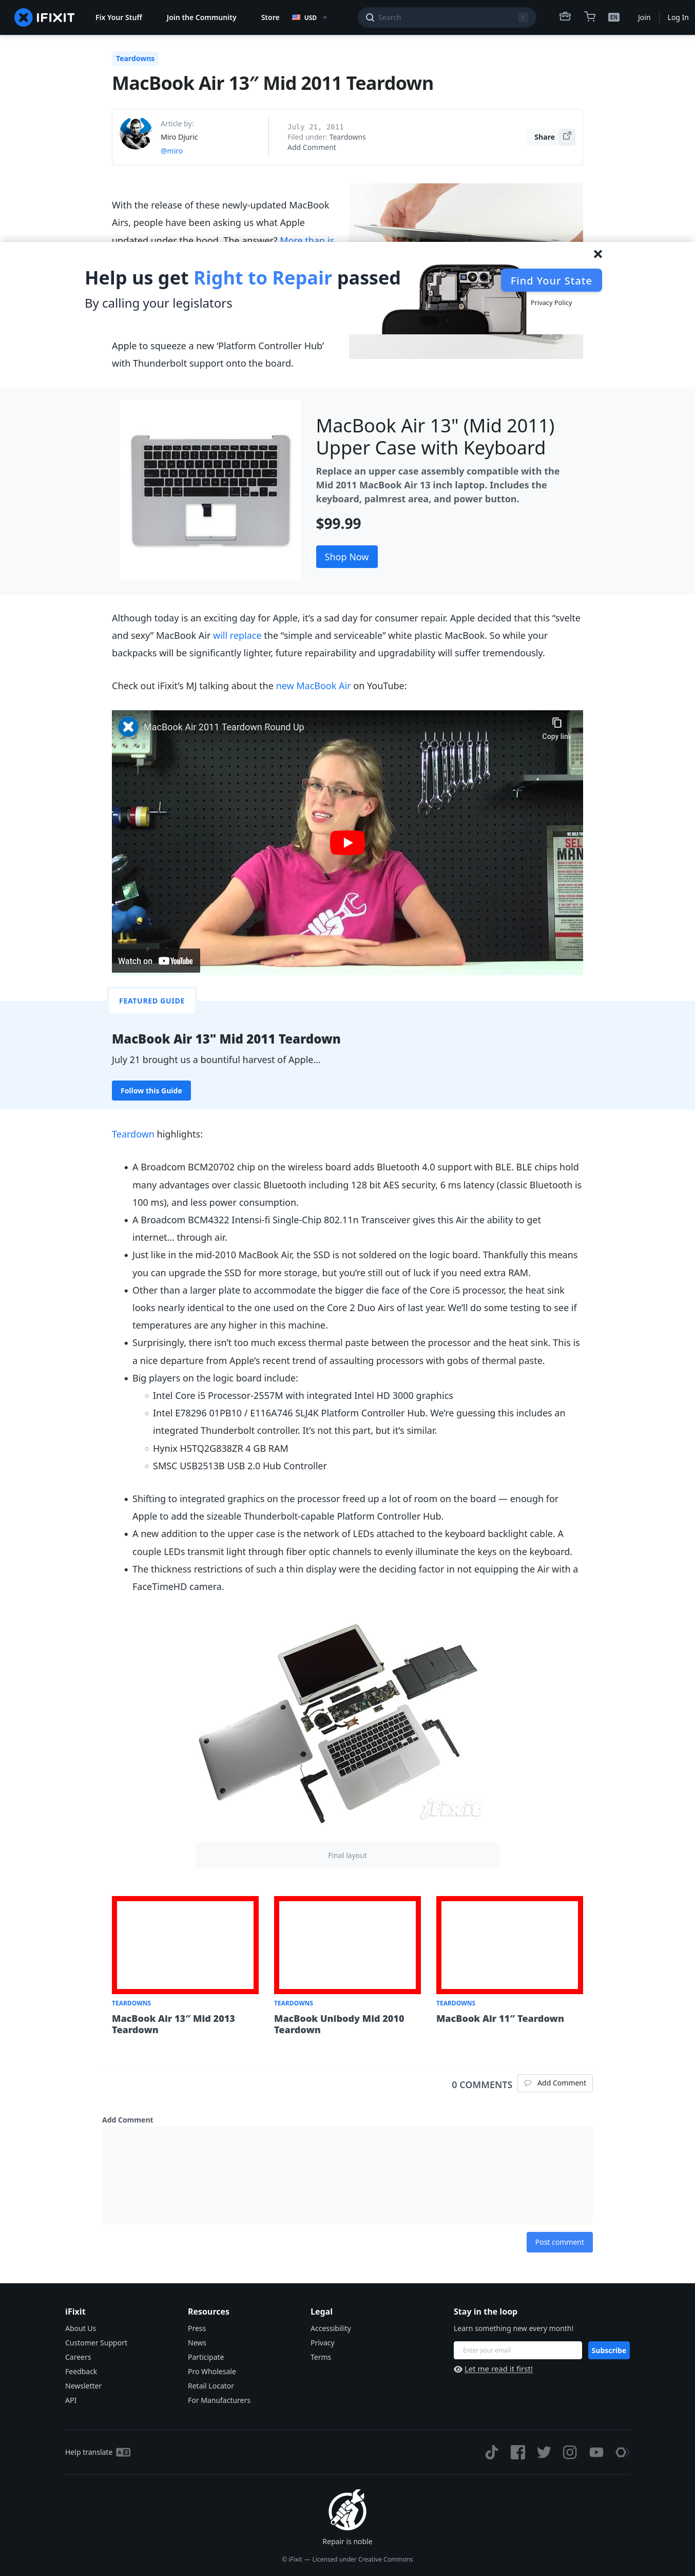 IFIXIT
Fix Your Stuff
Join the Community
Store
USD
Search
/
EN
Join
Log In
Teardowns
MacBook Air 13″ Mid 2011 Teardown
Article by:
Miro Djuric
@miro
July 21, 2011
Filed under: Teardowns
Add Comment
Share
With the release of these newly-updated MacBook
Airs, people have been asking us what Apple
updated under the hood. The answer? More than is
Help us get Right to Repair passed
By calling your legislators
Find Your State
Privacy Policy
Apple to squeeze a new ‘Platform Controller Hub’
with Thunderbolt support onto the board.
MacBook Air 13" (Mid 2011)
Upper Case with Keyboard
Replace an upper case assembly compatible with the
Mid 2011 MacBook Air 13 inch laptop. Includes the
keyboard, palmrest area, and power button.
$99.99
Shop Now
Although today is an exciting day for Apple, it’s a sad day for consumer repair. Apple decided that this “svelte
and sexy” MacBook Air will replace the “simple and serviceable” white plastic MacBook. So while your
backpacks will be significantly lighter, future repairability and upgradability will suffer tremendously.
Check out iFixit’s MJ talking about the new MacBook Air on YouTube:
MacBook Air 2011 Teardown Round Up
Copy link
Watch on YouTube
FEATURED GUIDE
MacBook Air 13" Mid 2011 Teardown
July 21 brought us a bountiful harvest of Apple...
Follow this Guide
Teardown highlights:
A Broadcom BCM20702 chip on the wireless board adds Bluetooth 4.0 support with BLE. BLE chips hold
many advantages over classic Bluetooth including 128 bit AES security, 6 ms latency (classic Bluetooth is
100 ms), and less power consumption.
A Broadcom BCM4322 Intensi-fi Single-Chip 802.11n Transceiver gives this Air the ability to get
internet… through air.
Just like in the mid-2010 MacBook Air, the SSD is not soldered on the logic board. Thankfully this means
you can upgrade the SSD for more storage, but you’re still out of luck if you need extra RAM.
Other than a larger plate to accommodate the bigger die face of the Core i5 processor, the heat sink
looks nearly identical to the one used on the Core 2 Duo Airs of last year. We’ll do some testing to see if
temperatures are any higher in this machine.
Surprisingly, there isn’t too much excess thermal paste between the processor and the heat sink. This is
a nice departure from Apple’s recent trend of assaulting processors with gobs of thermal paste.
Big players on the logic board include:
Intel Core i5 Processor-2557M with integrated Intel HD 3000 graphics
Intel E78296 01PB10 / E116A746 SLJ4K Platform Controller Hub. We’re guessing this includes an
integrated Thunderbolt controller. It’s not this part, but it’s similar.
Hynix H5TQ2G838ZR 4 GB RAM
SMSC USB2513B USB 2.0 Hub Controller
Shifting to integrated graphics on the processor freed up a lot of room on the board — enough for
Apple to add the sizeable Thunderbolt-capable Platform Controller Hub.
A new addition to the upper case is the network of LEDs attached to the keyboard backlight cable. A
couple LEDs transmit light through fiber optic channels to evenly illuminate the keys on the keyboard.
The thickness restrictions of such a thin display were the deciding factor in not equipping the Air with a
FaceTimeHD camera.
iFixit
Final layout
TEARDOWNS
MacBook Air 13″ Mid 2013
Teardown
TEARDOWNS
MacBook Unibody Mid 2010
Teardown
TEARDOWNS
MacBook Air 11″ Teardown
0 COMMENTS
Add Comment
Add Comment
Post comment
iFixit
About Us
Customer Support
Careers
Feedback
Newsletter
API
Resources
Press
News
Participate
Pro Wholesale
Retail Locator
For Manufacturers
Legal
Accessibility
Privacy
Terms
Stay in the loop
Learn something new every month!
Enter your email
Subscribe
Let me read it first!
Help translate
Repair is noble
© iFixit — Licensed under Creative Commons